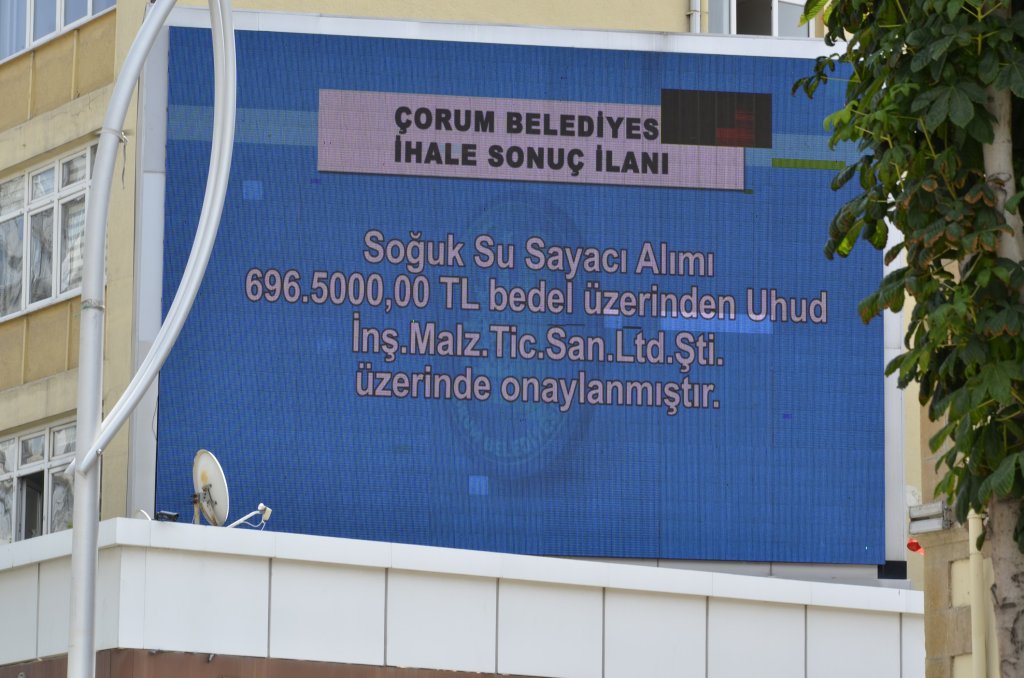 ÇORUM BELEDİYES
İHALE SONUÇ İLANI
Soğuk Su Sayacı Alımı
696.5000,00 TL bedel üzerinden Uhud
İnş.Malz.Tic.San.Ltd.Şti.
üzerinde onaylanmıştır.